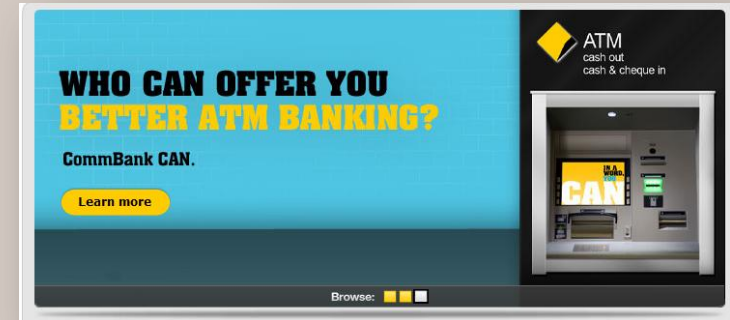 WHO CAN OFFER YOU
BETTER ATM BANKING?
CommBank CAN.
Learn more
ATM
cash out
cash & cheque in
IN A
WORD,
YOU
CAN
Browse: